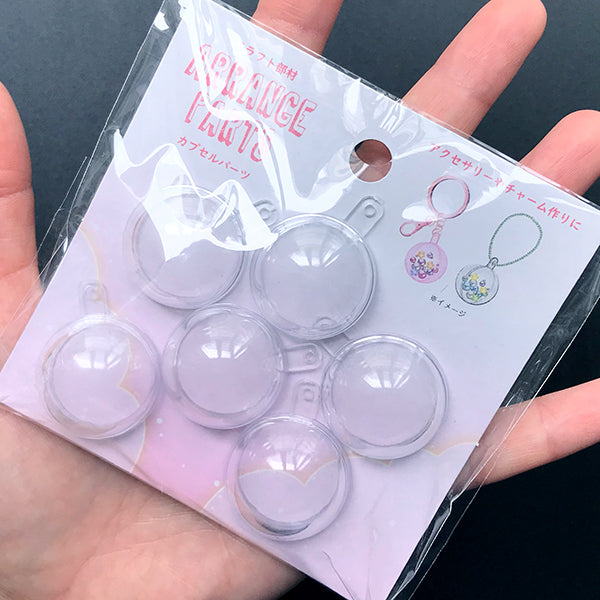 クラフト部材
ARRANGE
PARTS
カプセルパーツ
アクセサリー&チャーム作りに
※イメージ